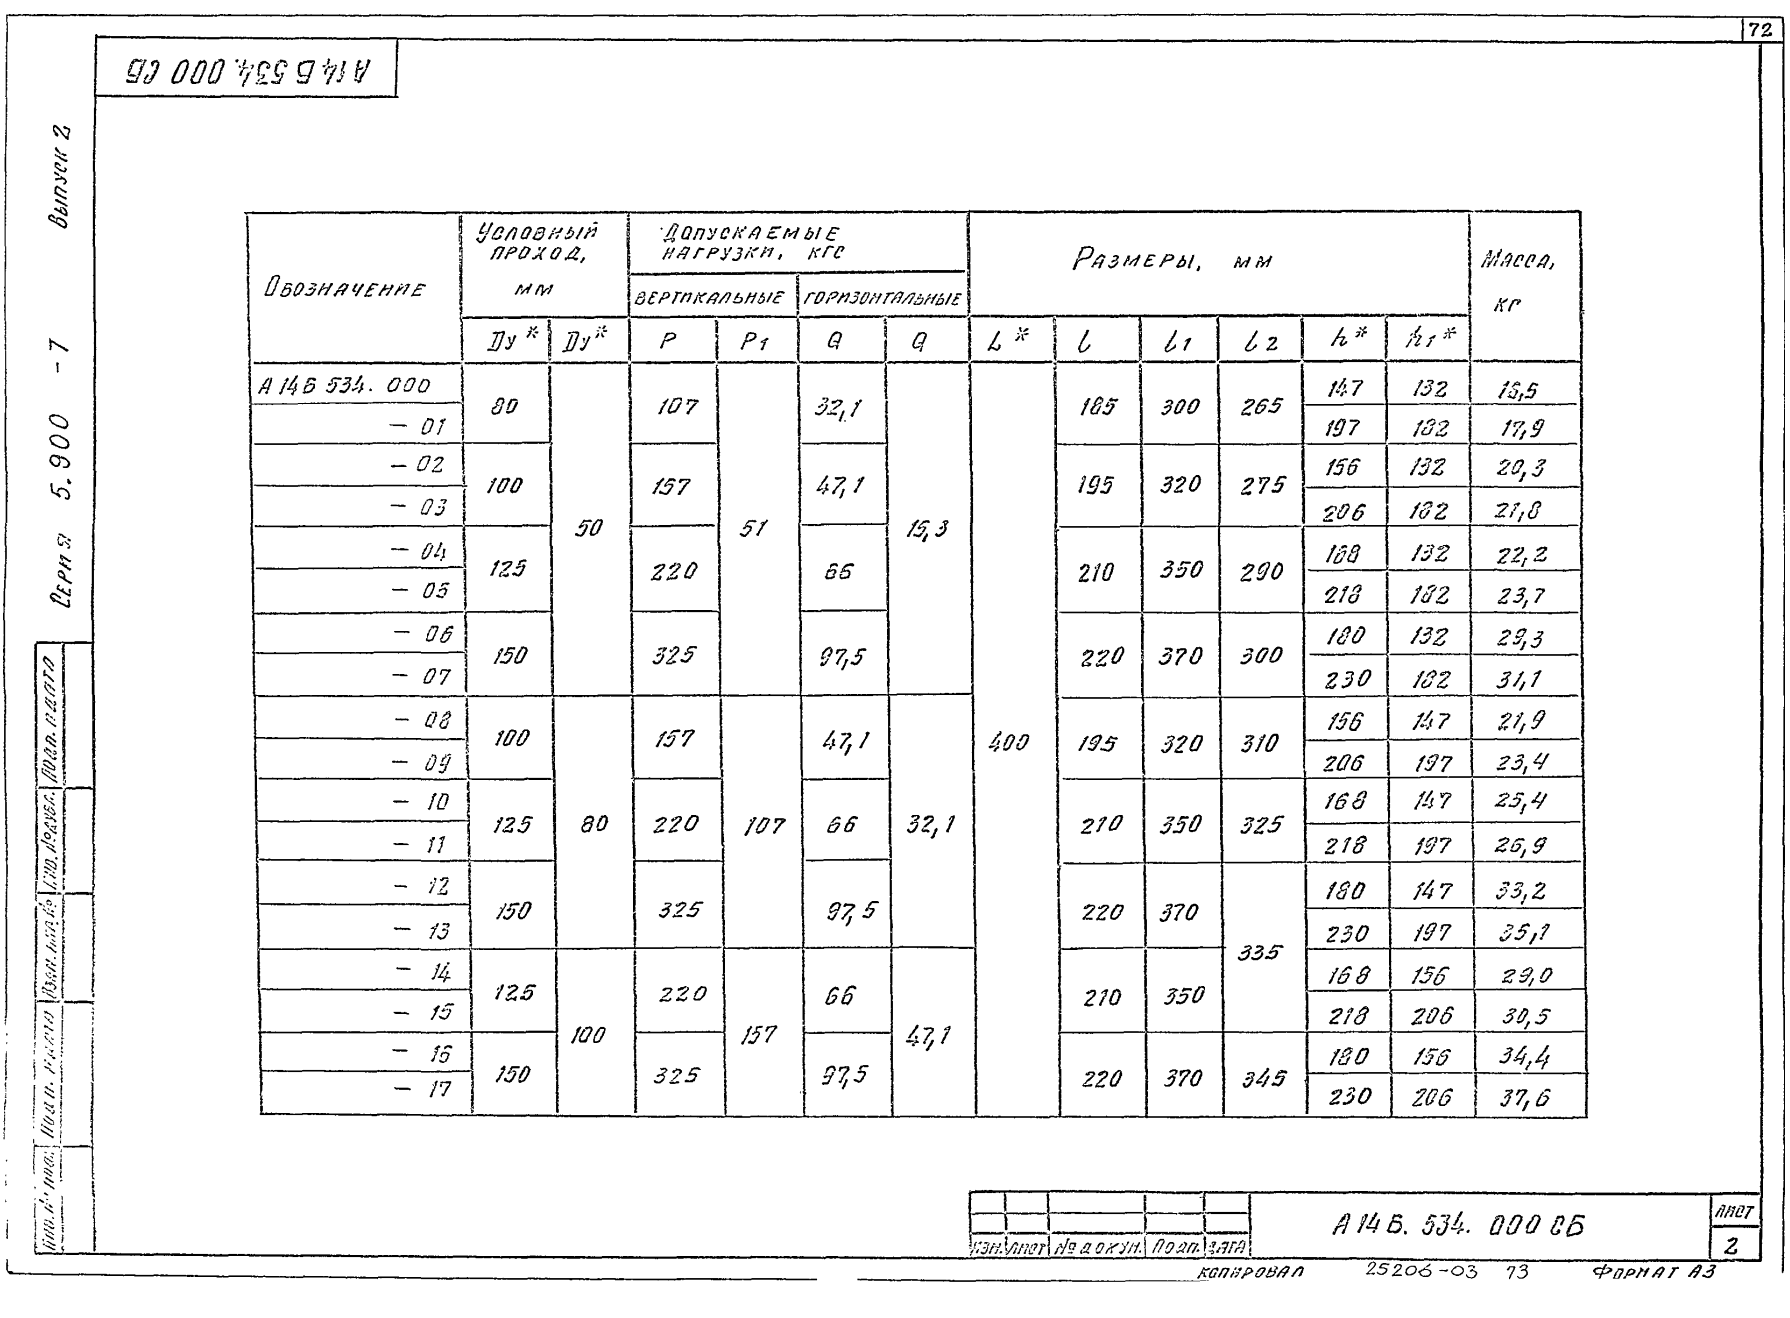 72
А14Б 534.000 СБ
Выпуск 2
Серия 5.900-7
Обозначение
Условный проход, мм
Допускаемые нагрузки, кгс
Размеры, мм
Масса, кг
вертикальные
горизонтальные
Dу* Dу* P P1 Q Q L* l l1 l2 h* h1*
А14Б 534.000 80 50 107 51 32,1 15,3 400 185 300 265 147 132
- 01 197 182 17,9
- 02 100 157 47,1 195 320 275 156 132 20,3
- 03 206 182 21,8
- 04 125 220 66 210 350 290 168 132 22,2
- 05 218 182 23,7
- 06 150 325 97,5 220 370 300 180 132 29,3
- 07 230 182 31,1
- 08 100 80 157 107 47,1 32,1 195 320 310 156 147 21,9
- 09 206 197 23,4
- 10 125 220 66 210 350 325 168 147 25,4
- 11 218 197 26,9
- 12 150 325 97,5 220 370 335 180 147 33,2
- 13 230 197 35,1
- 14 125 100 220 157 66 47,1 210 350 168 156 29,0
- 15 218 206 30,5
- 16 150 325 97,5 220 370 345 180 156 34,4
- 17 230 206 37,6
Подп. и дата
Инв. № дубл.
Взам. инв. №
Подп. и дата
Инв. № подл.
Изм. Лист № докум. Подп. Дата
А14Б. 534. 000 СБ
Лист
2
Копировал 25206-03 73 Формат А3